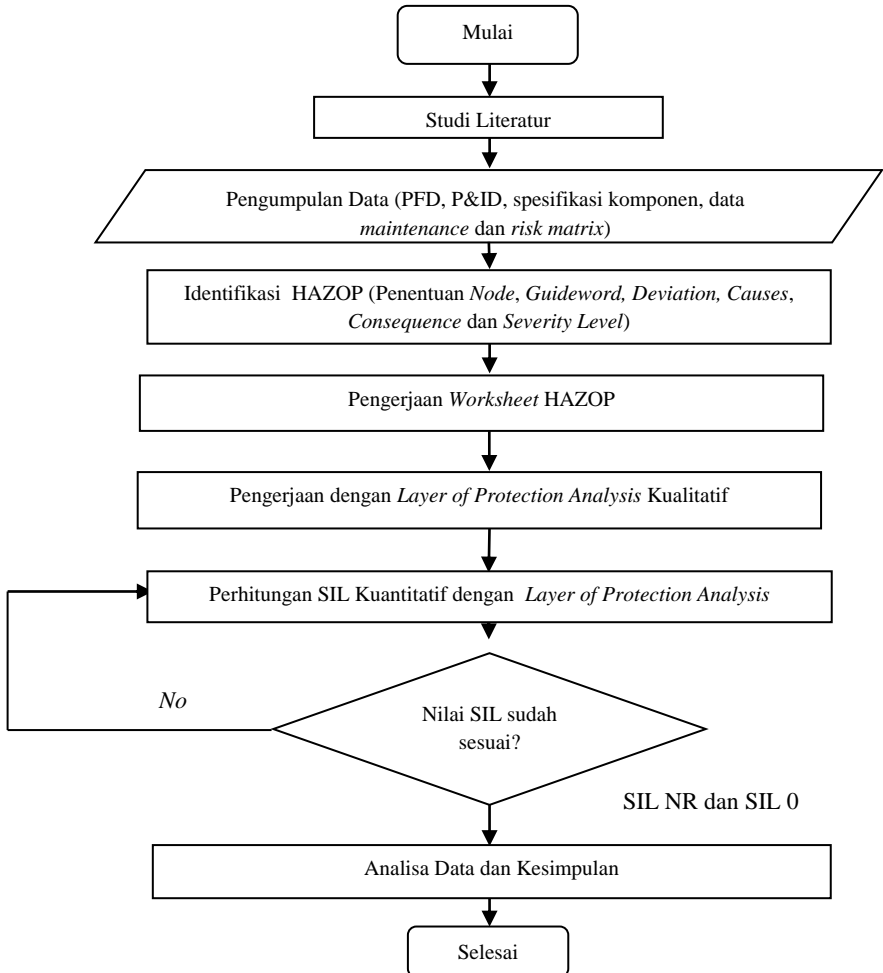 Mulai
Studi Literatur
Pengumpulan Data (PFD, P&ID, spesifikasi komponen, data
maintenance dan risk matrix)
Identifikasi HAZOP (Penentuan Node, Guideword, Deviation, Causes,
Consequence dan Severity Level)
Pengerjaan Worksheet HAZOP
Pengerjaan dengan Layer of Protection Analysis Kualitatif
Perhitungan SIL Kuantitatif dengan Layer of Protection Analysis
No
Nilai SIL sudah
sesuai?
SIL NR dan SIL 0
Analisa Data dan Kesimpulan
Selesai